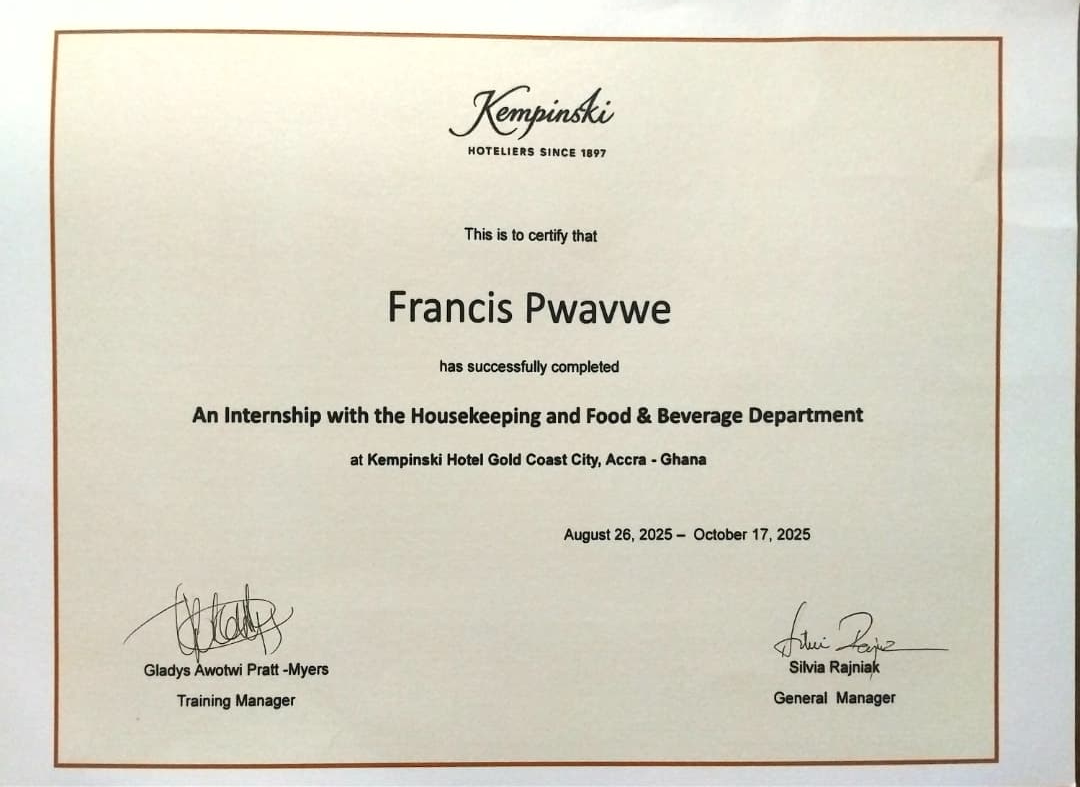 Kempinski
HOTELIERS SINCE 1897
This is to certify that
Francis Pwavwe
has successfully completed
An Internship with the Housekeeping and Food & Beverage Department
at Kempinski Hotel Gold Coast City, Accra - Ghana
August 26, 2025 – October 17, 2025
Gladys Awotwi Pratt -Myers
Training Manager
Silvia Rajniak
General Manager